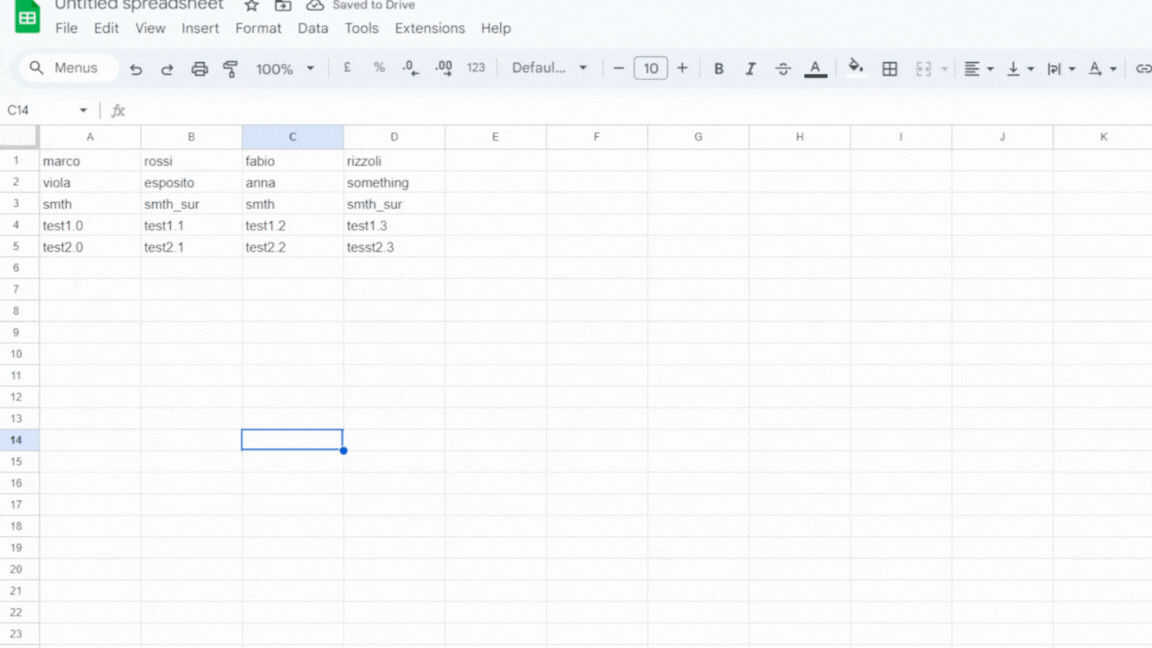 Untitled spreadsheet Saved to Drive
File Edit View Insert Format Data Tools Extensions Help
Menus 100% £ % .0 .00 123 Defaul... 10 B I A A
C14 fx
A B C D E F G H I J K
1 marco rossi fabio rizzoli
2 viola esposito anna something
3 smth smth_sur smth smth_sur
4 test1.0 test1.1 test1.2 test1.3
5 test2.0 test2.1 test2.2 tesst2.3
6
7
8
9
10
11
12
13
14
15
16
17
18
19
20
21
22
23